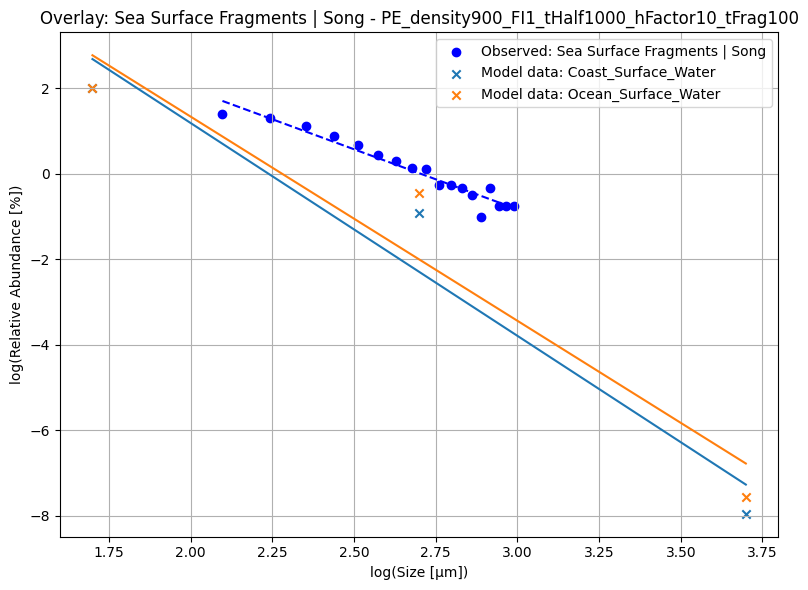 Overlay: Sea Surface Fragments | Song - PE_density900_FI1_tHalf1000_hFactor10_tFrag100
Observed: Sea Surface Fragments | Song
Model data: Coast_Surface_Water
Model data: Ocean_Surface_Water
log(Relative Abundance [%])
2
0
−2
−4
−6
−8
1.75 2.00 2.25 2.50 2.75 3.00 3.25 3.50 3.75
log(Size [μm])